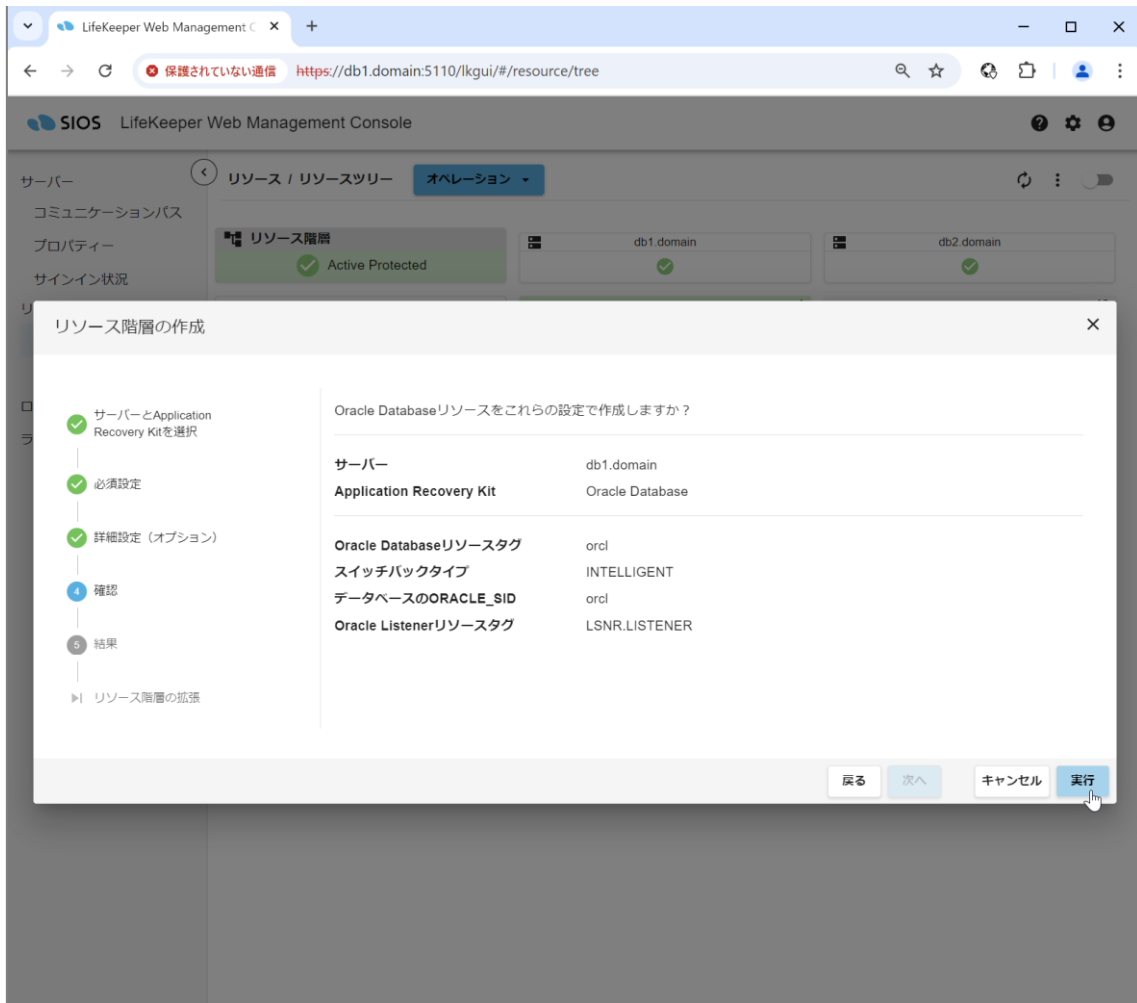 LifeKeeper Web Management C
保護されていない通信 https://db1.domain:5110/lkgui/#/resource/tree
SIOS LifeKeeper Web Management Console
サーバー
コミュニケーションパス
プロパティー
サインイン状況
リソース / リソースツリー オペレーション
リソース階層
Active Protected
db1.domain
db2.domain
リ
ロ
ラ
リソース階層の作成
サーバーとApplication
Recovery Kitを選択
必須設定
詳細設定（オプション）
4 確認
5 結果
リソース階層の拡張
Oracle Databaseリソースをこれらの設定で作成しますか？
サーバー db1.domain
Application Recovery Kit Oracle Database
Oracle Databaseリソースタグ orcl
スイッチバックタイプ INTELLIGENT
データベースのORACLE_SID orcl
Oracle Listenerリソースタグ LSNR.LISTENER
戻る 次へ キャンセル 実行